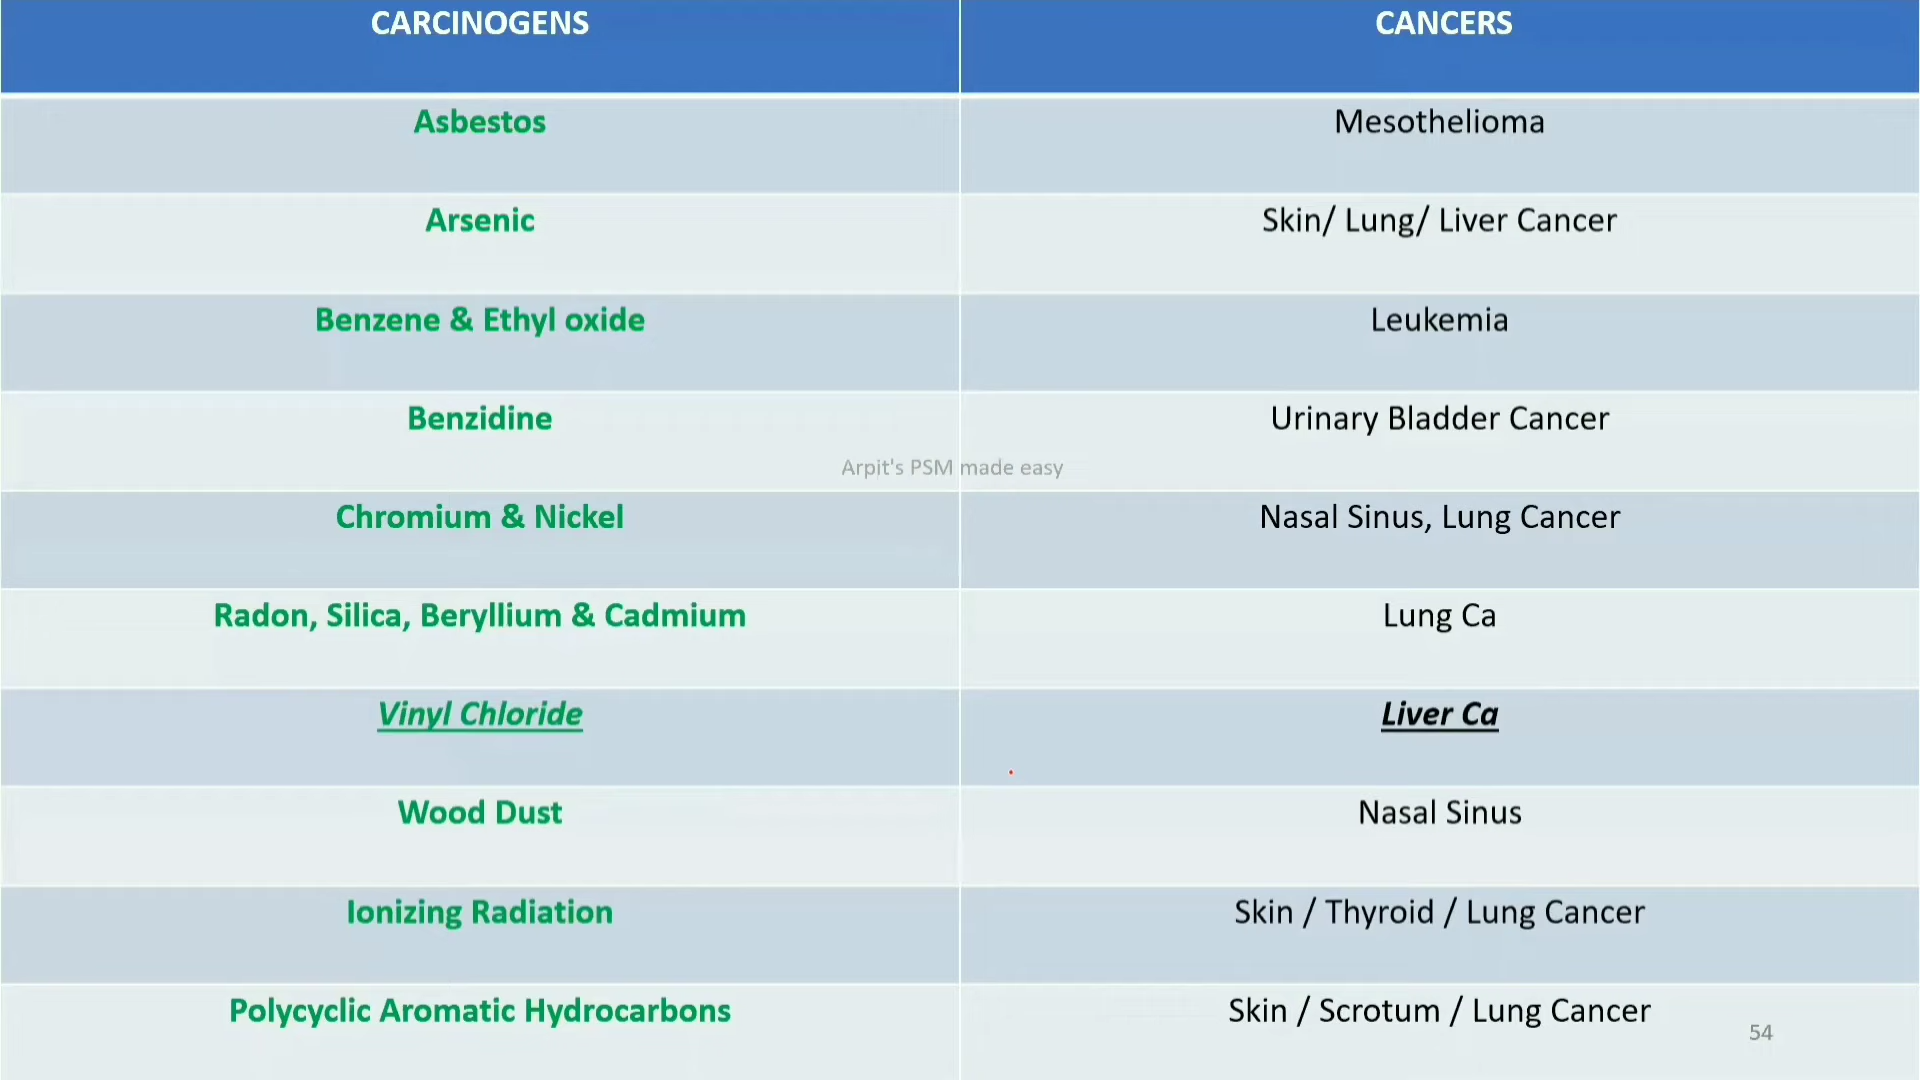 CARCINOGENS CANCERS
Asbestos Mesothelioma
Arsenic Skin/ Lung/ Liver Cancer
Benzene & Ethyl oxide Leukemia
Benzidine Urinary Bladder Cancer
Arpit's PSM made easy
Chromium & Nickel Nasal Sinus, Lung Cancer
Radon, Silica, Beryllium & Cadmium Lung Ca
Vinyl Chloride Liver Ca
Wood Dust Nasal Sinus
Ionizing Radiation Skin / Thyroid / Lung Cancer
Polycyclic Aromatic Hydrocarbons Skin / Scrotum / Lung Cancer
54